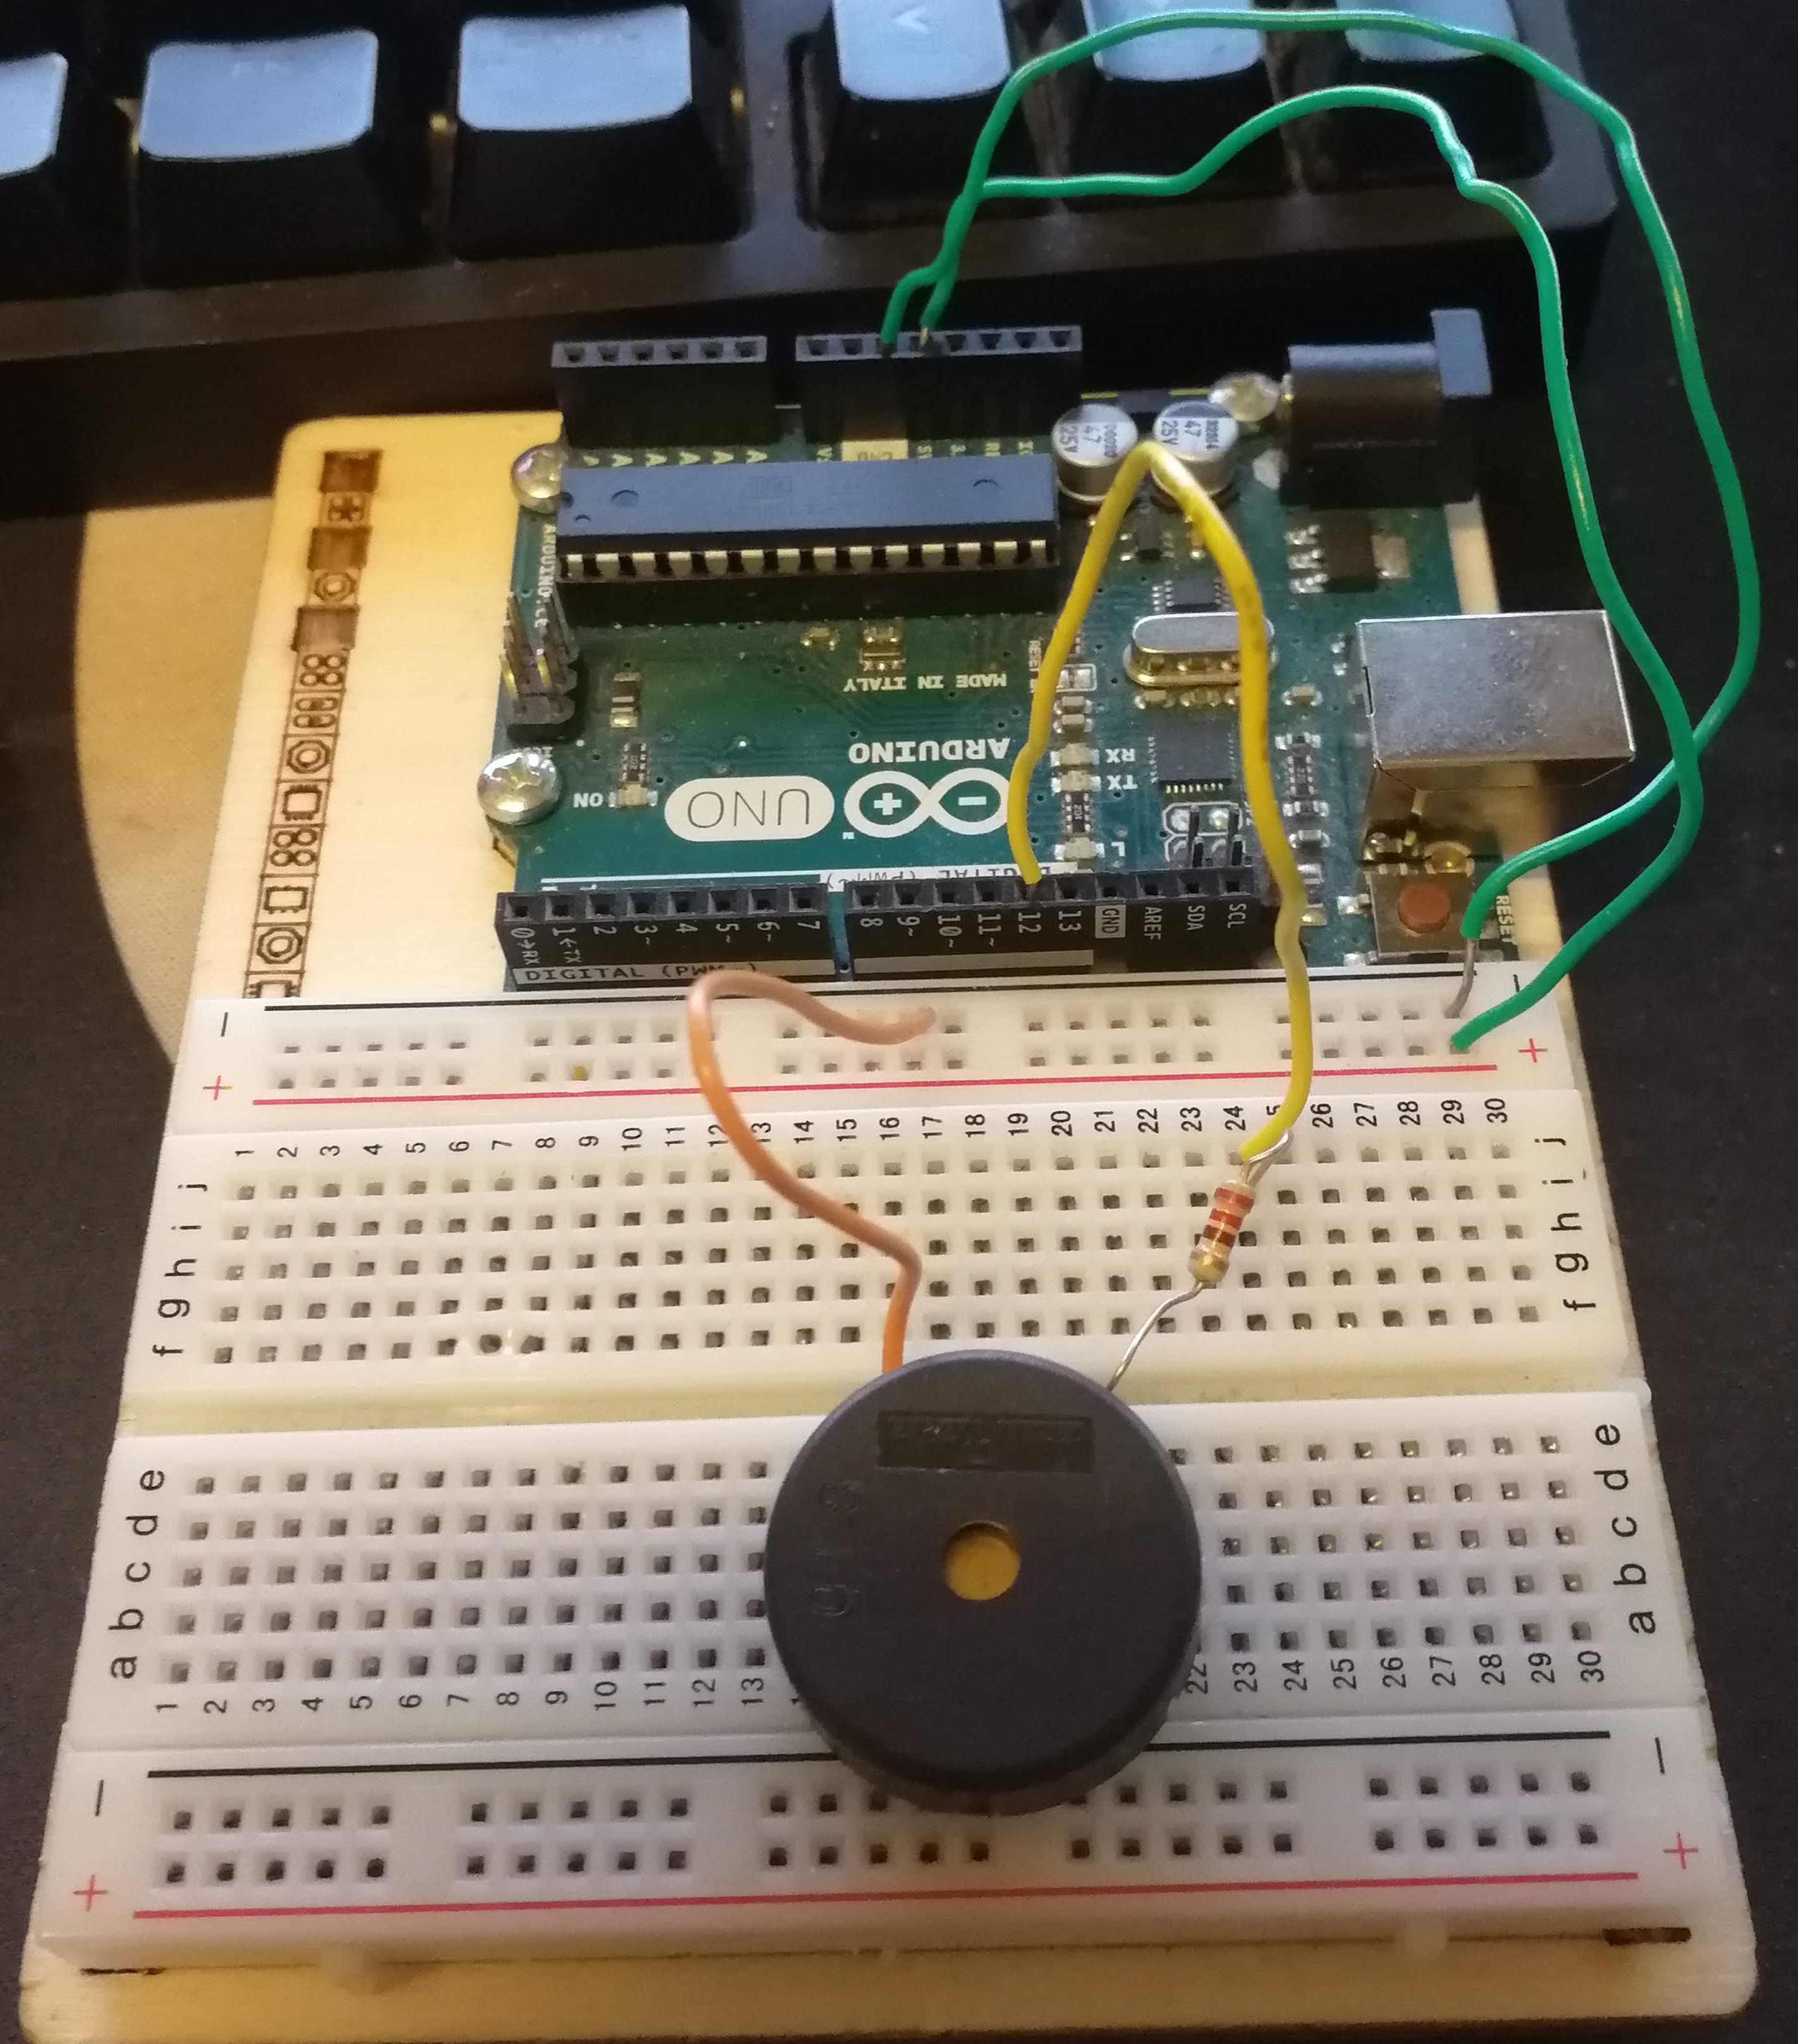 47
25V
47
25V
MADE IN ITALY
RESET
ARDUINO
UNO
ON
RX
TX
L
RESET
0→RX
1←TX
2
3~
4
5~
6~
7
8
9~
10~
11~
12
13
GND
AREF
SDA
SCL
DIGITAL (PWM
− −
+ +
1 2 3 4 5 6 7 8 9 10 11 12 13 14 15 16 17 18 19 20 21 22 23 24 5 26 27 28 29 30
j j
i i
h h
g g
f f
e e
d d
c c
b b
a a
1 2 3 4 5 6 7 8 9 10 11 12 13 22 23 24 25 26 27 28 29 30
− −
+ +